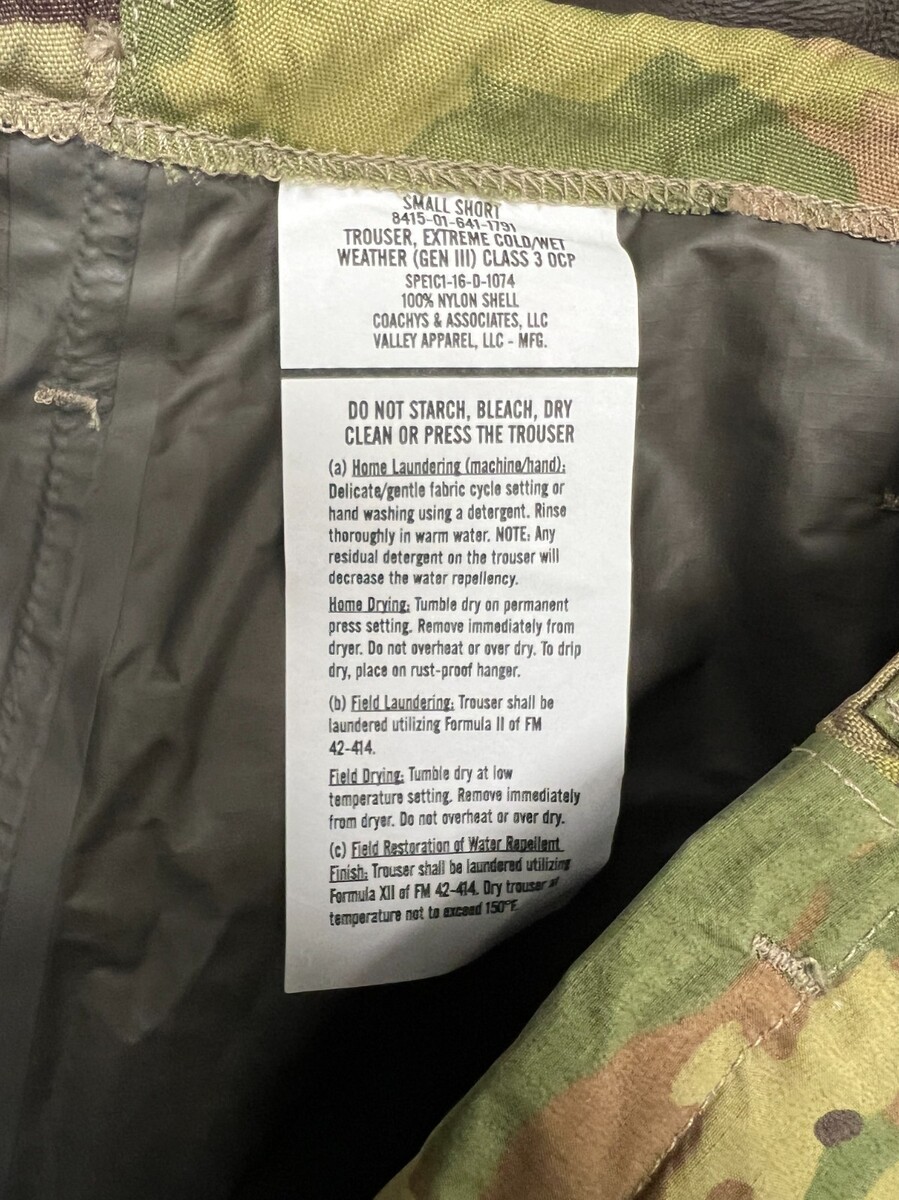 SMALL SHORT
8415-01-641-1791
TROUSER, EXTREME COLD/WET
WEATHER (GEN III) CLASS 3 OCP
SPE1C1-16-D-1074
100% NYLON SHELL
COACHYS & ASSOCIATES, LLC
VALLEY APPAREL, LLC - MFG.
DO NOT STARCH, BLEACH, DRY
CLEAN OR PRESS THE TROUSER
(a) Home Laundering (machine/hand):
Delicate/gentle fabric cycle setting or
hand washing using a detergent. Rinse
thoroughly in warm water. NOTE: Any
residual detergent on the trouser will
decrease the water repellency.
Home Drying: Tumble dry on permanent
press setting. Remove immediately from
dryer. Do not overheat or over dry. To drip
dry, place on rust-proof hanger.
(b) Field Laundering: Trouser shall be
laundered utilizing Formula II of FM
42-414.
Field Drying: Tumble dry at low
temperature setting. Remove immediately
from dryer. Do not overheat or over dry.
(c) Field Restoration of Water Repellent
Finish: Trouser shall be laundered utilizing
Formula XII of FM 42-414. Dry trouser at
temperature not to exceed 150°F.